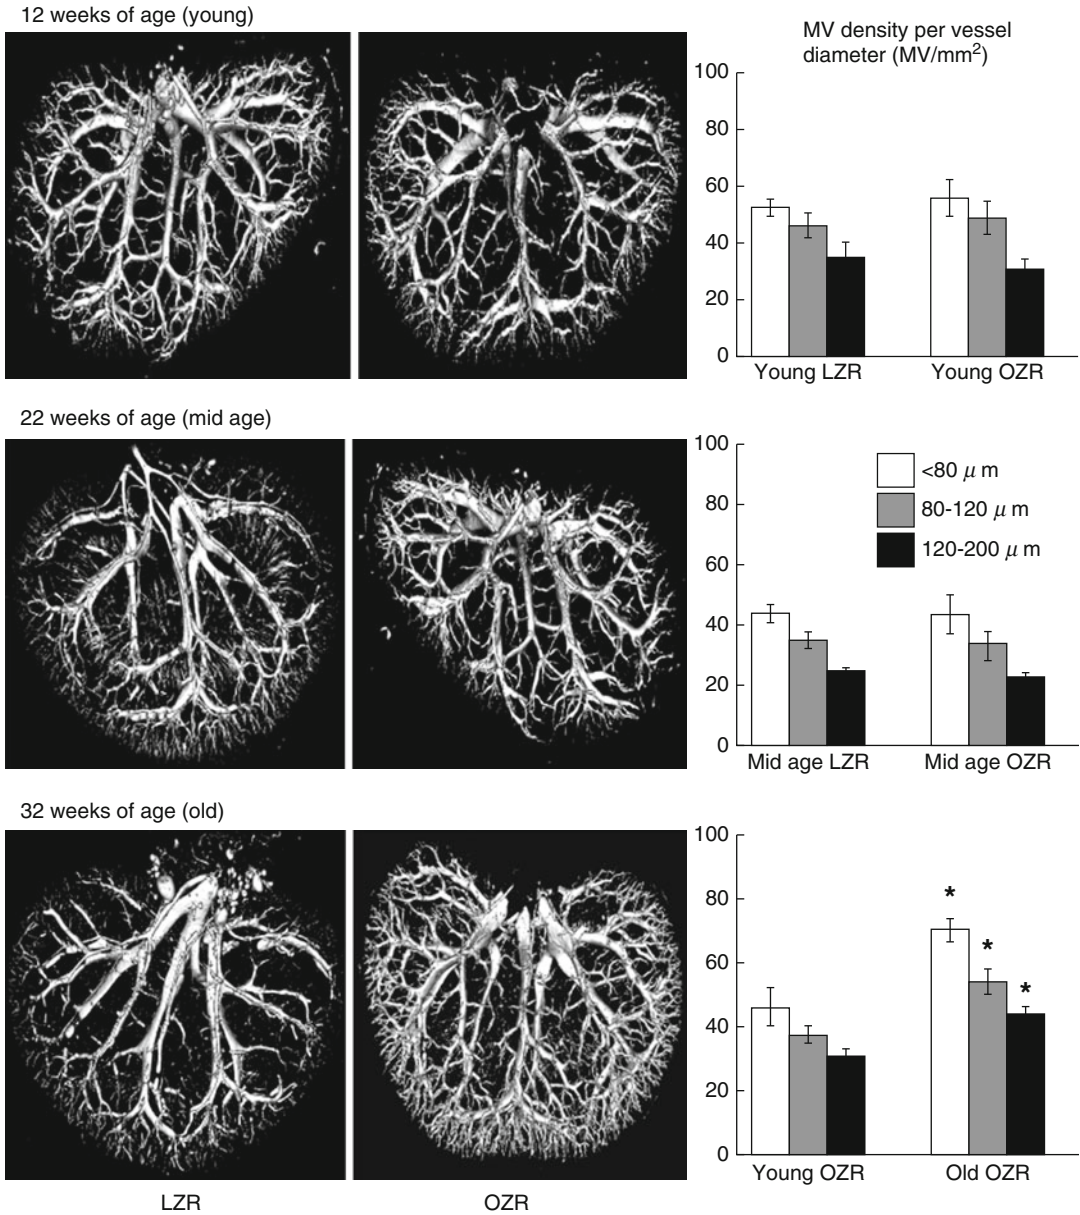 12 weeks of age (young)
MV density per vessel
diameter (MV/mm2)
100
80
60
40
20
0
Young LZR
Young OZR
22 weeks of age (mid age)
100
80
60
40
20
0
<80 μ m
80-120 μ m
120-200 μ m
Mid age LZR
Mid age OZR
32 weeks of age (old)
100
80
60
40
20
0
*
*
*
Young OZR
Old OZR
LZR
OZR